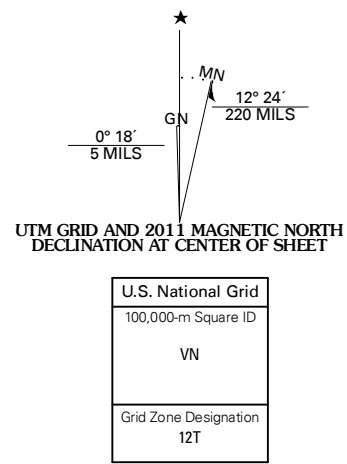 MN
12° 24´
220 MILS
GN
0° 18´
5 MILS
UTM GRID AND 2011 MAGNETIC NORTH
DECLINATION AT CENTER OF SHEET
U.S. National Grid
100,000-m Square ID
VN
Grid Zone Designation
12T